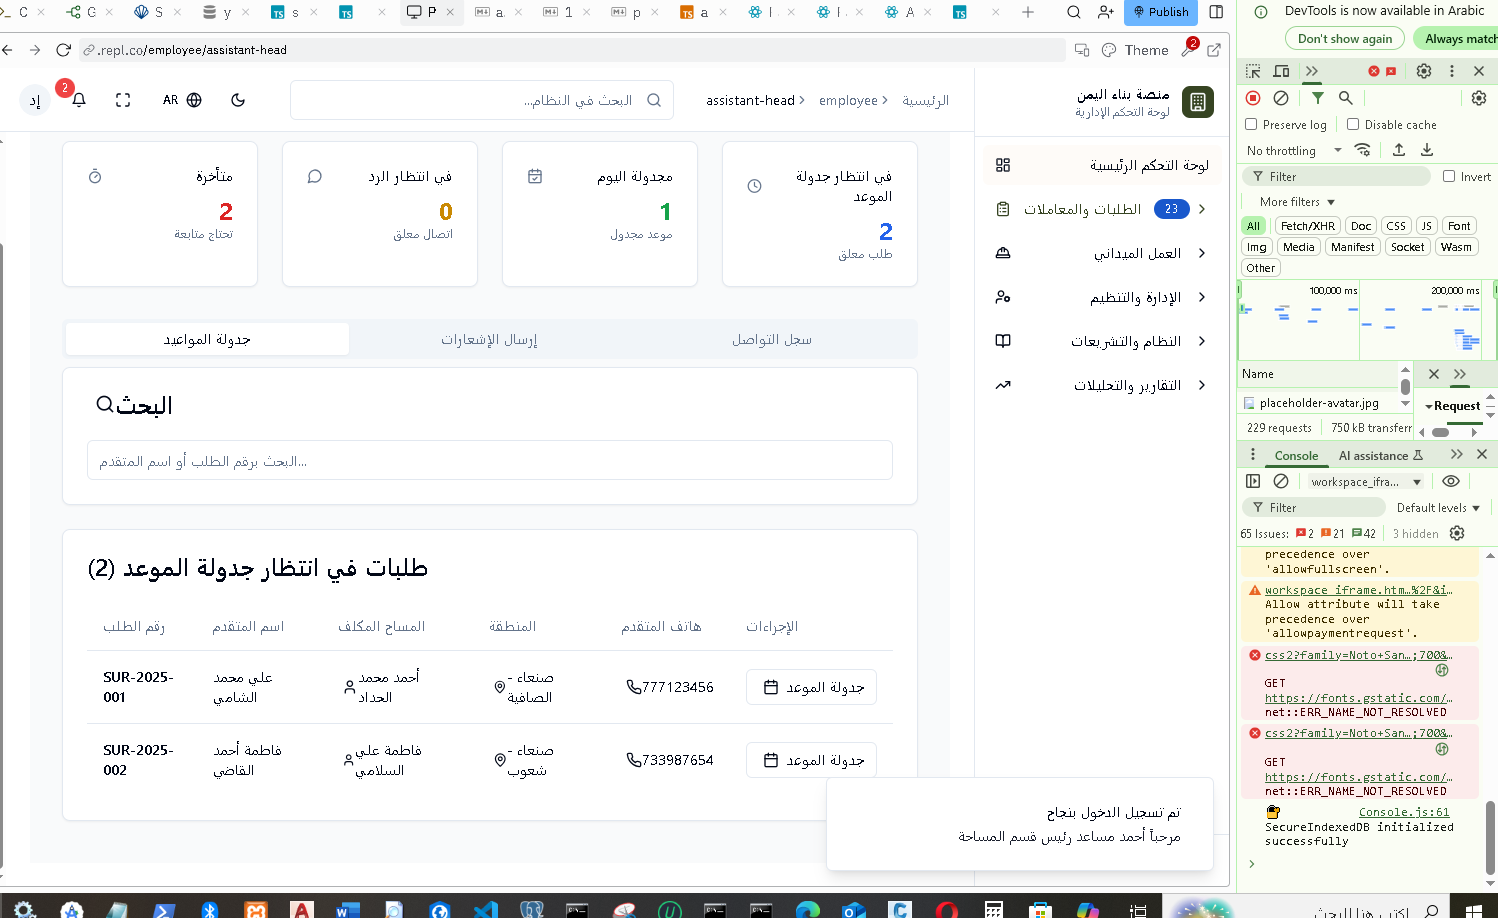 C
G
S
y
s
P
a
1
p
a
A
Publish
.repl.co/employee/assistant-head
Theme
2
إد
2
AR
البحث في النظام...
الرئيسية
employee
assistant-head
منصة بناء اليمن
لوحة التحكم الإدارية
لوحة التحكم الرئيسية
الطلبات والمعاملات
23
العمل الميداني
الإدارة والتنظيم
النظام والتشريعات
التقارير والتحليلات
في انتظار جدولة الموعد
2
طلب معلق
مجدولة اليوم
1
موعد مجدول
في انتظار الرد
0
اتصال معلق
متأخرة
2
تحتاج متابعة
جدولة المواعيد
إرسال الإشعارات
سجل التواصل
البحث
البحث برقم الطلب أو اسم المتقدم...
طلبات في انتظار جدولة الموعد (2)
رقم الطلب
اسم المتقدم
المساح المكلف
المنطقة
هاتف المتقدم
الإجراءات
SUR-2025-
001
علي محمد
الشامي
أحمد محمد
الحداد
صنعاء -
الصافية
777123456
جدولة الموعد
SUR-2025-
002
فاطمة أحمد
القاضي
فاطمة علي
السلامي
صنعاء -
شعوب
733987654
جدولة الموعد
تم تسجيل الدخول بنجاح
مرحباً أحمد مساعد رئيس قسم المساحة
DevTools is now available in Arabic
Don't show again
Always match
Preserve log
Disable cache
No throttling
Filter
Invert
More filters
All
Fetch/XHR
Doc
CSS
JS
Font
Img
Media
Manifest
Socket
Wasm
Other
100,000 ms
200,000 ms
Name
placeholder-avatar.jpg
Request
229 requests
750 kB transferr
Console
AI assistance
workspace_ifra...
Filter
Default levels
65 Issues:
2
21
42
3 hidden
precedence over
'allowfullscreen'.
workspace_iframe.htm…%2F&i…
Allow attribute will take
precedence over
'allowpaymentrequest'.
css2?family=Noto+San…;700&…
GET
https://fonts.gstatic.com/…
net::ERR_NAME_NOT_RESOLVED
css2?family=Noto+San…;700&…
GET
https://fonts.gstatic.com/…
net::ERR_NAME_NOT_RESOLVED
Console.js:61
SecureIndexedDB initialized
successfully
اكتب هنا للبحث